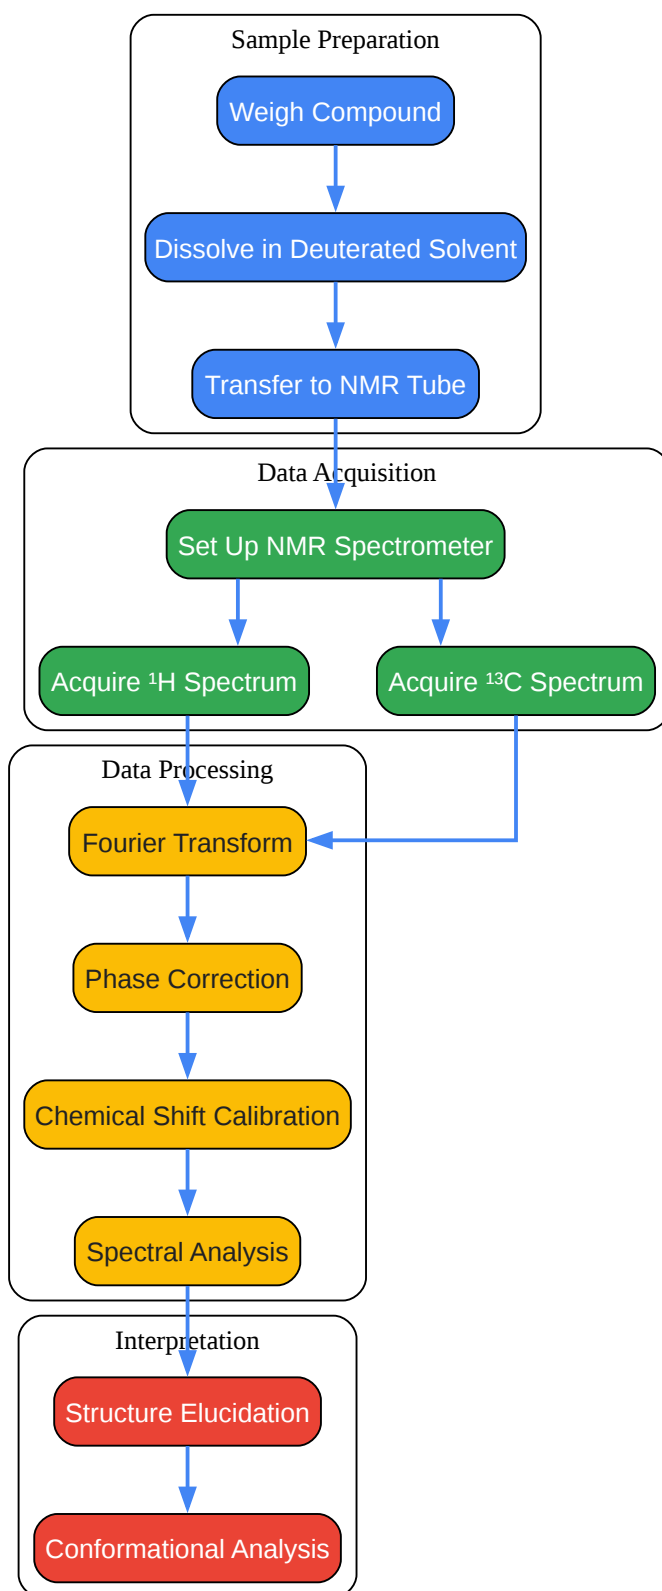 Sample Preparation
Weigh Compound
Dissolve in Deuterated Solvent
Transfer to NMR Tube
Data Acquisition
Set Up NMR Spectrometer
Acquire ¹H Spectrum
Acquire ¹³C Spectrum
Data Processing
Fourier Transform
Phase Correction
Chemical Shift Calibration
Spectral Analysis
Interpretation
Structure Elucidation
Conformational Analysis